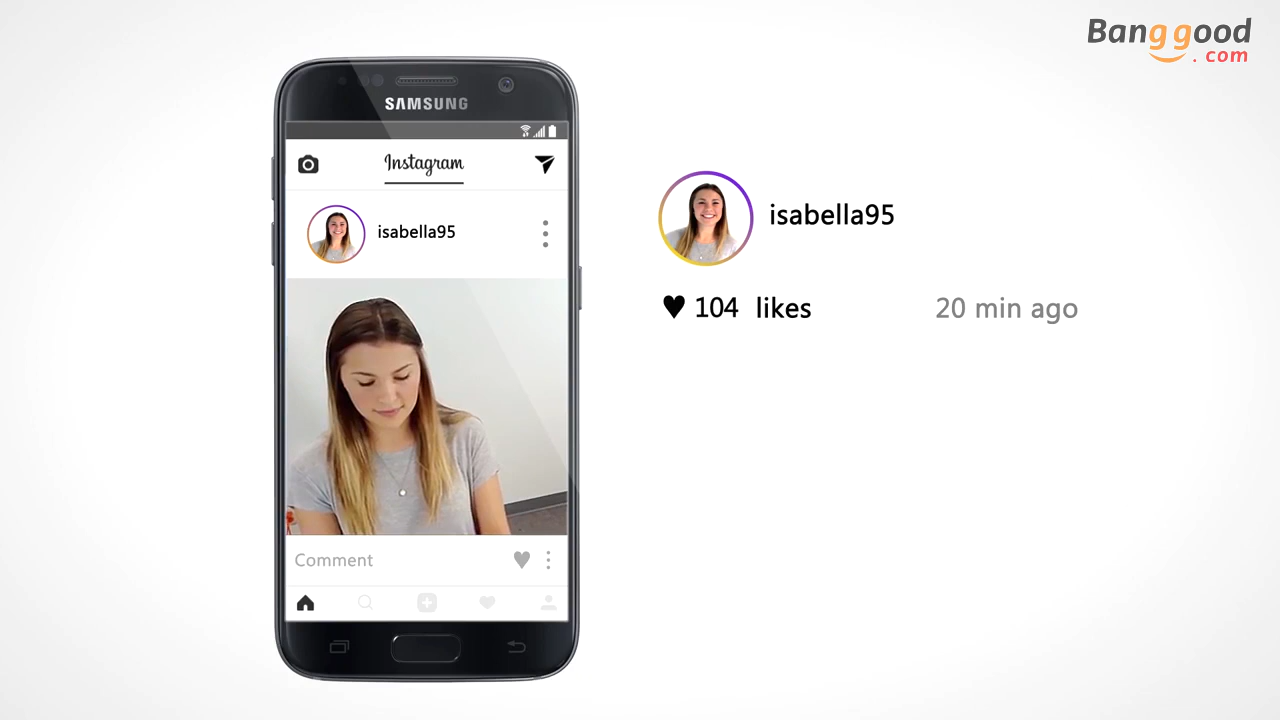 Banggood
.com
SAMSUNG
Instagram
isabella95
Comment
isabella95
104 likes
20 min ago